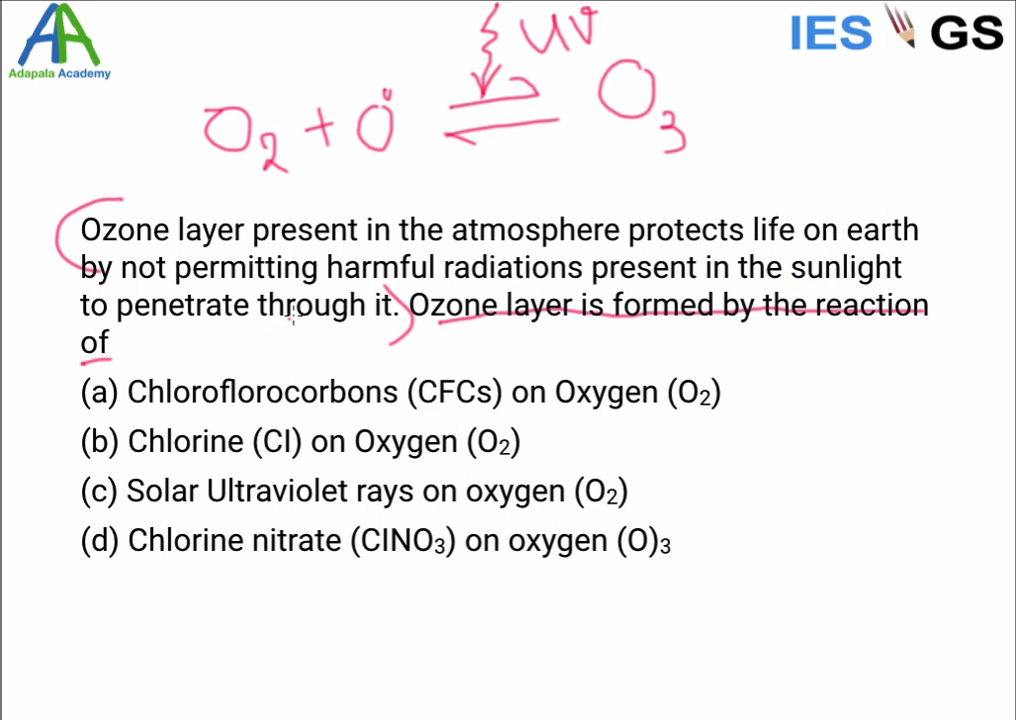 Adapala Academy
IES GS
UV
O₂ + O ⇌ O₃
Ozone layer present in the atmosphere protects life on earth
by not permitting harmful radiations present in the sunlight
to penetrate through it. Ozone layer is formed by the reaction
of
(a) Chloroflorocorbons (CFCs) on Oxygen (O₂)
(b) Chlorine (Cl) on Oxygen (O₂)
(c) Solar Ultraviolet rays on oxygen (O₂)
(d) Chlorine nitrate (ClNO₃) on oxygen (O)₃